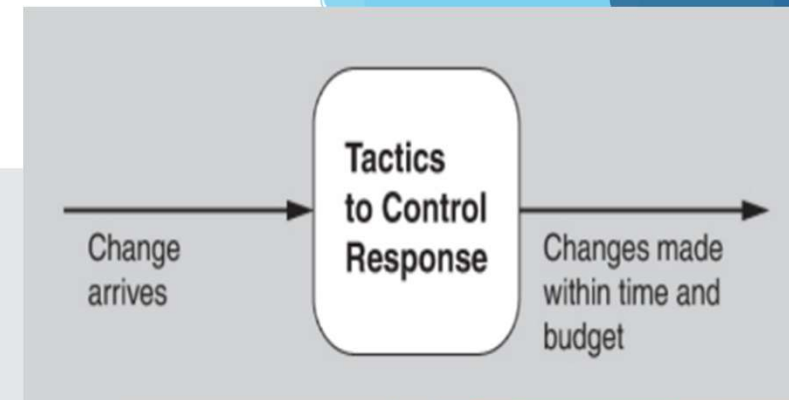 Tactics
to Control
Response
Change
arrives
Changes made
within time and
budget